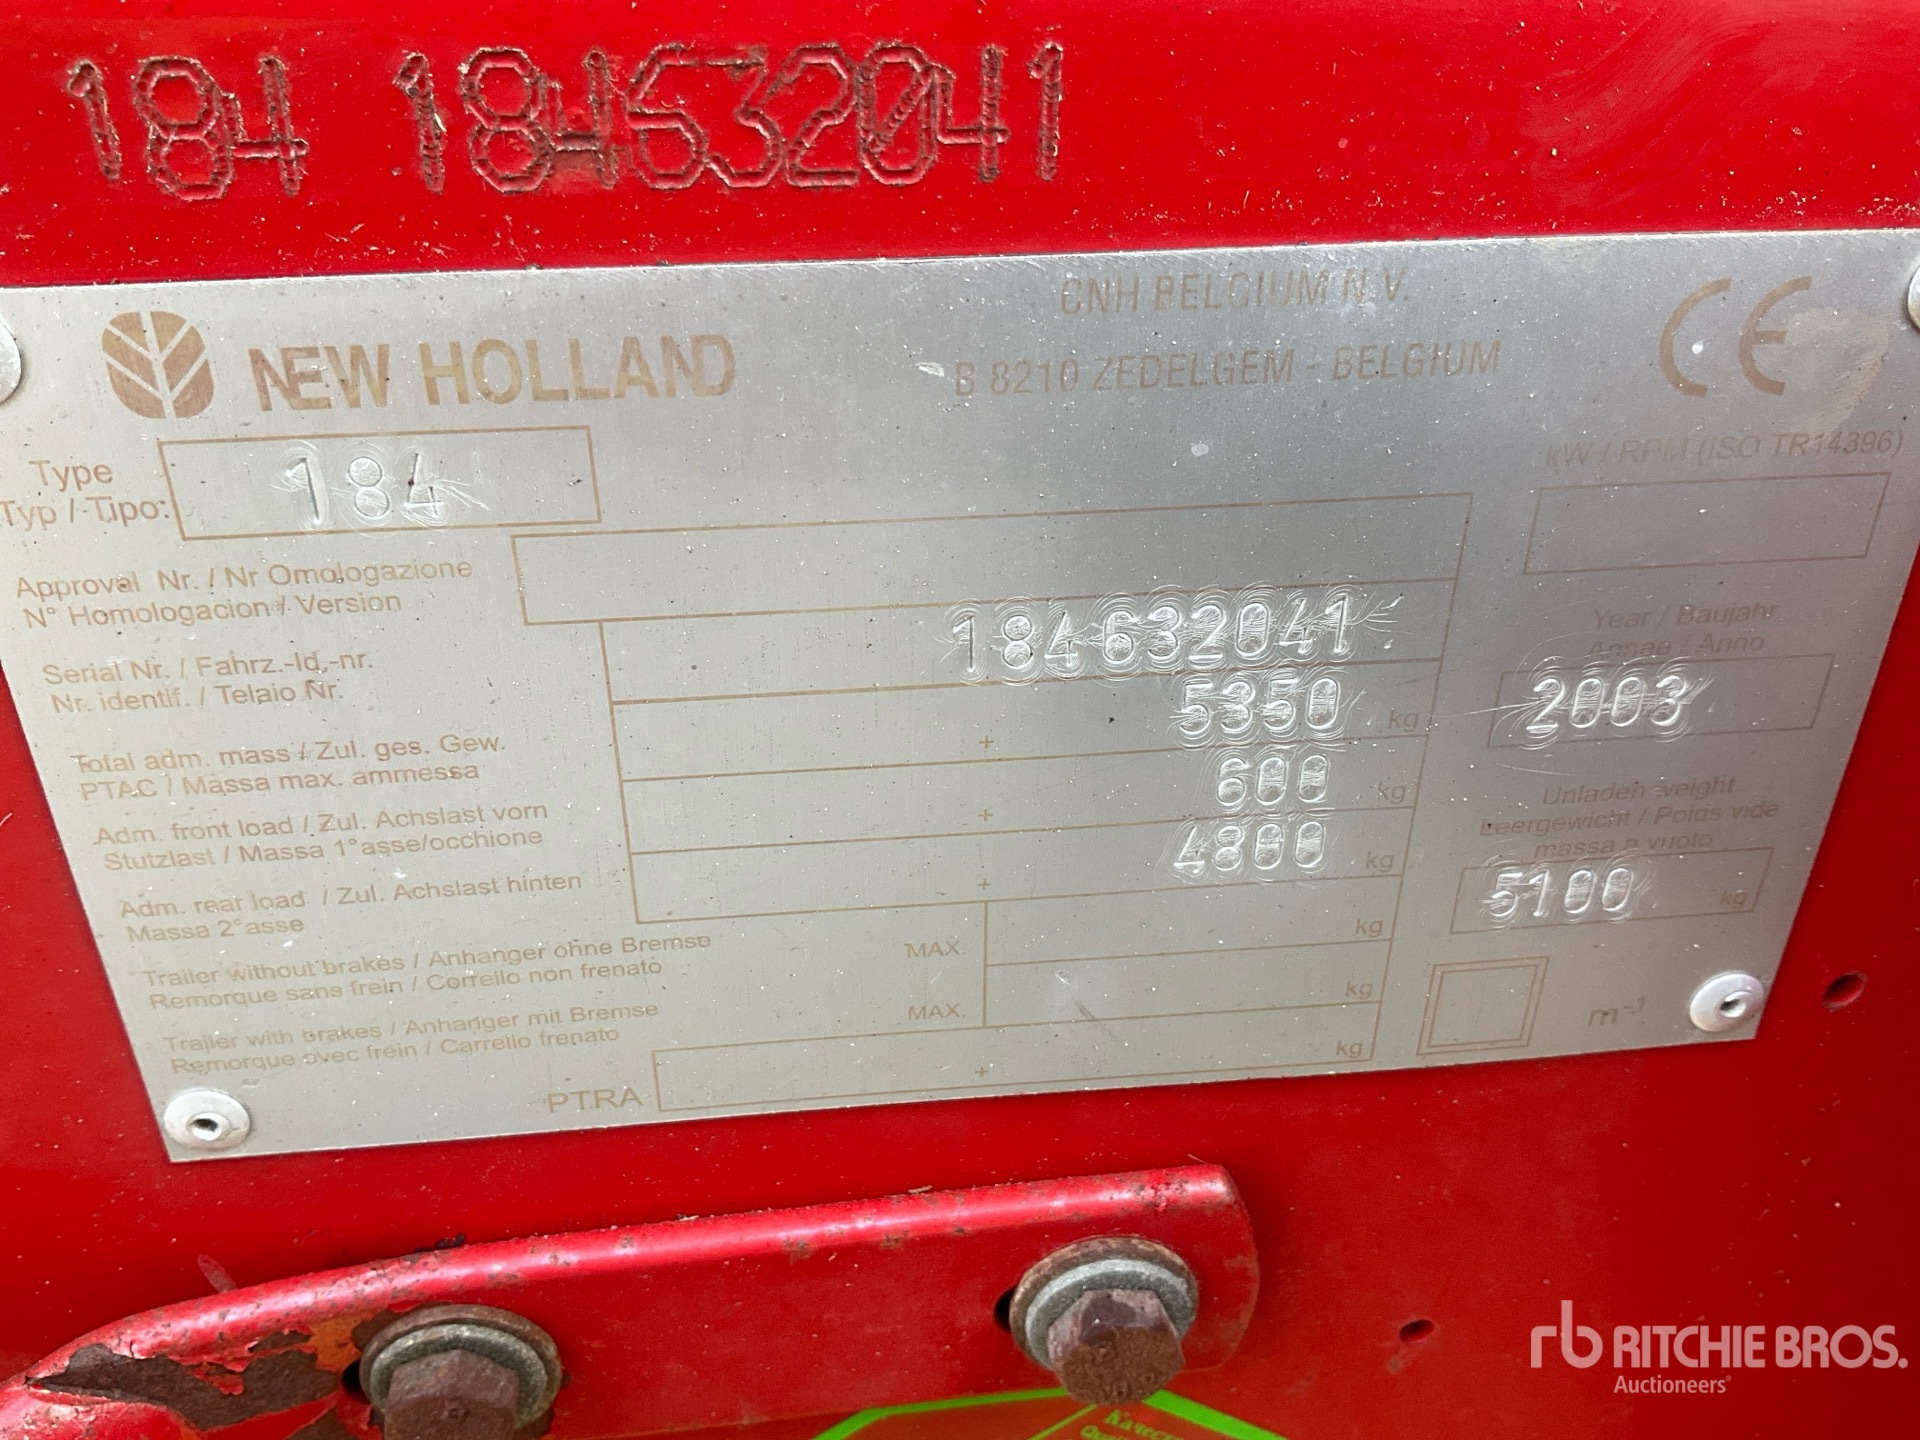 184 184632041
CNH BELGIUM N.V.
NEW HOLLAND
B 8210 ZEDELGEM - BELGIUM
CE
Type
Typ / Tipo:
184
kW / RPM (ISO TR14396)
Approval Nr. / Nr Omologazione
N° Homologacion / Version
Serial Nr. / Fahrz.-Id.-nr.
Nr. identif. / Telaio Nr.
184632041
Year / Baujahr
Annae / Anno
2003
Total adm. mass / Zul. ges. Gew.
PTAC / Massa max. ammessa
+ 5350 kg
Adm. front load / Zul. Achslast vorn
Stutzlast / Massa 1°asse/occhione
+ 600 kg
Unladen weight
Leergewicht / Poids vide
massa a vuoto
5100 kg
Adm. rear load / Zul. Achslast hinten
Massa 2°asse
+ 4800 kg
Trailer without brakes / Anhanger ohne Bremse
Remorque sans frein / Corrello non frenato
MAX. kg
Trailer with brakes / Anhanger mit Bremse
Remorque ovec frein / Carrello frenato
MAX. kg
m-1
PTRA + kg
rb RITCHIE BROS.
Auctioneers